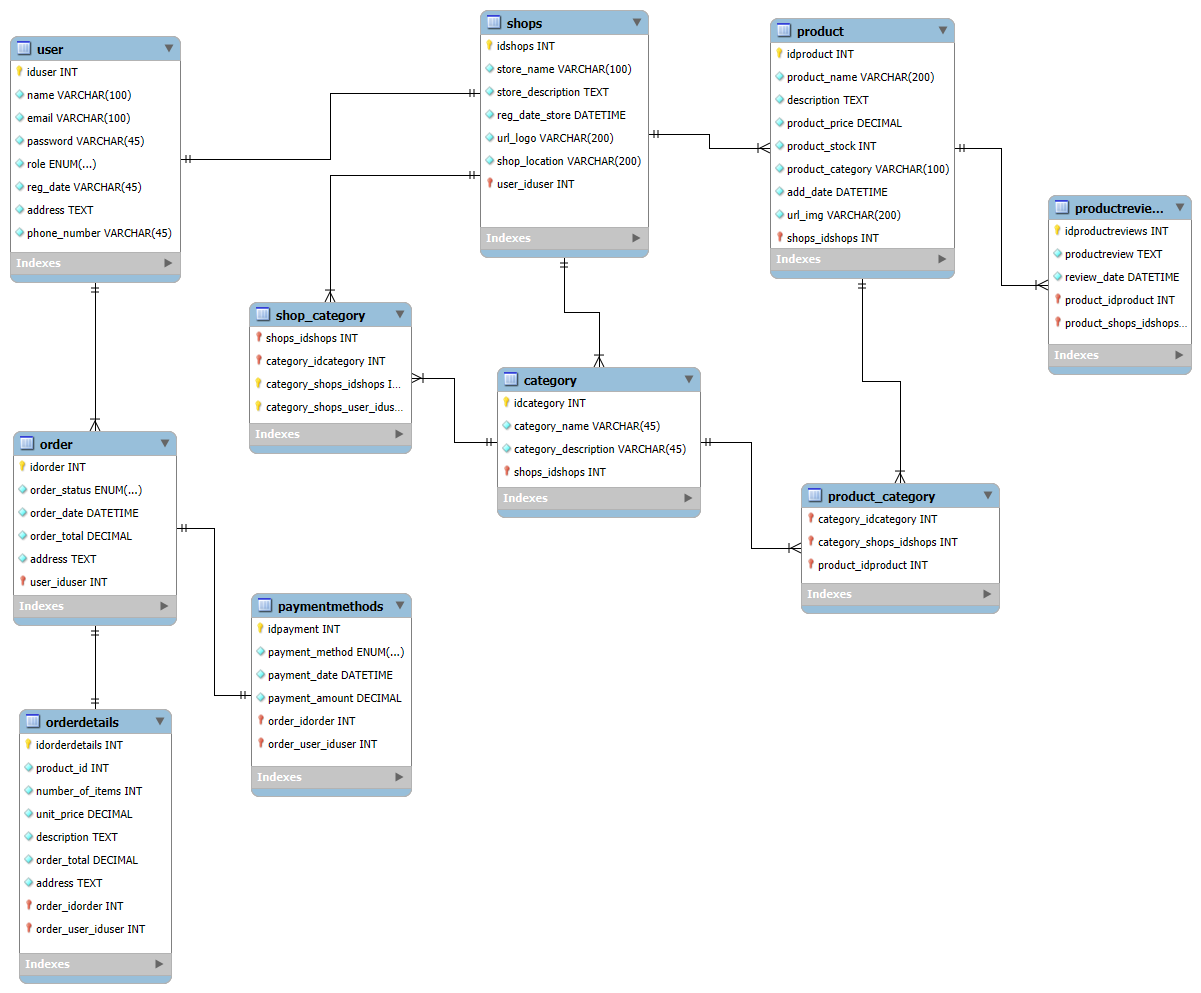 user
iduser INT
name VARCHAR(100)
email VARCHAR(100)
password VARCHAR(45)
role ENUM(...)
reg_date VARCHAR(45)
address TEXT
phone_number VARCHAR(45)
Indexes
shops
idshops INT
store_name VARCHAR(100)
store_description TEXT
reg_date_store DATETIME
url_logo VARCHAR(200)
shop_location VARCHAR(200)
user_iduser INT
Indexes
product
idproduct INT
product_name VARCHAR(200)
description TEXT
product_price DECIMAL
product_stock INT
product_category VARCHAR(100)
add_date DATETIME
url_img VARCHAR(200)
shops_idshops INT
Indexes
productrevie...
idproductreviews INT
productreview TEXT
review_date DATETIME
product_idproduct INT
product_shops_idshops...
Indexes
shop_category
shops_idshops INT
category_idcategory INT
category_shops_idshops I...
category_shops_user_idus...
Indexes
category
idcategory INT
category_name VARCHAR(45)
category_description VARCHAR(45)
shops_idshops INT
Indexes
product_category
category_idcategory INT
category_shops_idshops INT
product_idproduct INT
Indexes
order
idorder INT
order_status ENUM(...)
order_date DATETIME
order_total DECIMAL
address TEXT
user_iduser INT
Indexes
paymentmethods
idpayment INT
payment_method ENUM(...)
payment_date DATETIME
payment_amount DECIMAL
order_idorder INT
order_user_iduser INT
Indexes
orderdetails
idorderdetails INT
product_id INT
number_of_items INT
unit_price DECIMAL
description TEXT
order_total DECIMAL
address TEXT
order_idorder INT
order_user_iduser INT
Indexes